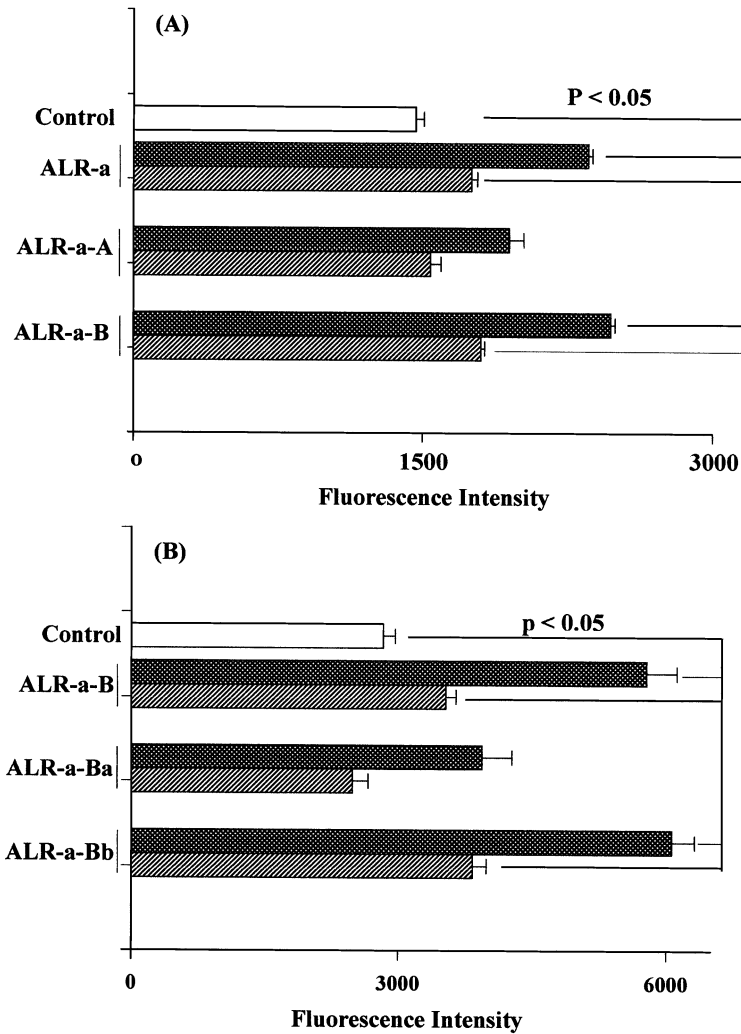 (A)
Control
P < 0.05
ALR-a
ALR-a-A
ALR-a-B
o 1500 3000
Fluorescence Intensity
(B)
Control
p < 0.05
ALR-a-B
ALR-a-Ba
ALR-a-Bb
0 3000 6000
Fluorescence Intensity